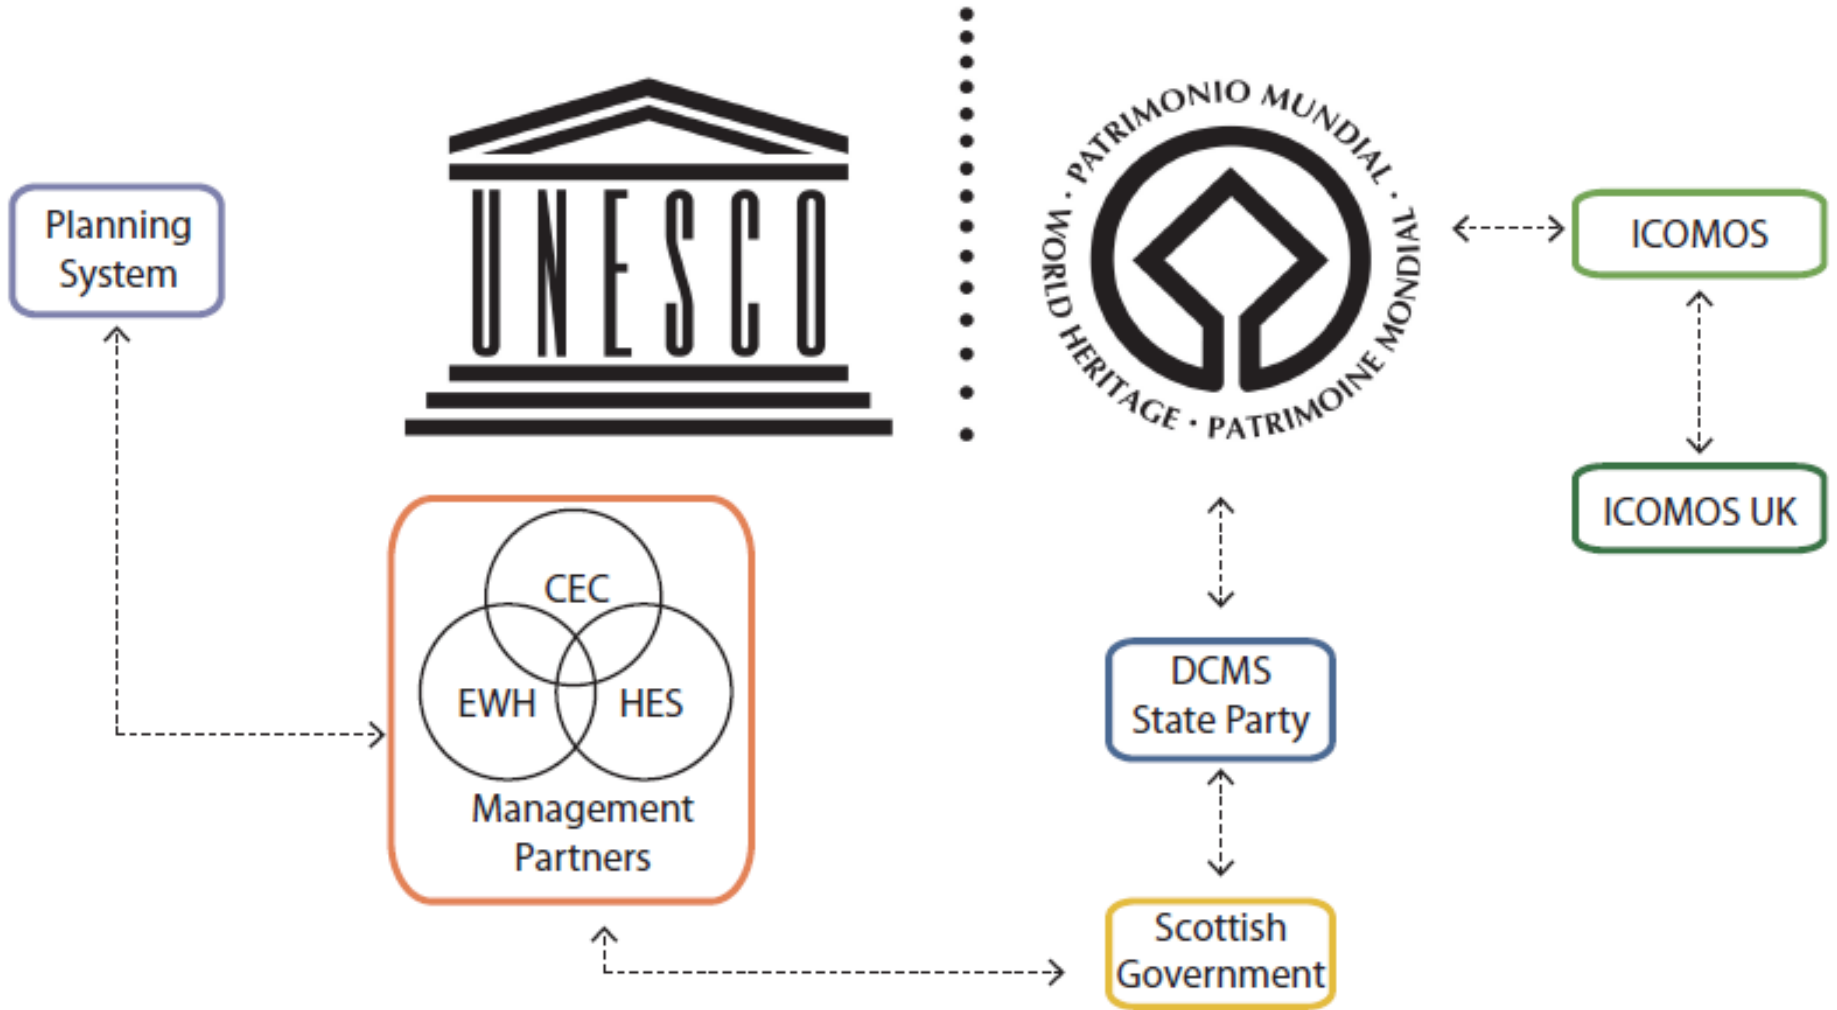 UNESCO
PATRIMONIO MUNDIAL · WORLD HERITAGE · PATRIMOINE MONDIAL ·
Planning
System
ICOMOS
ICOMOS UK
CEC
EWH
HES
Management
Partners
DCMS
State Party
Scottish
Government